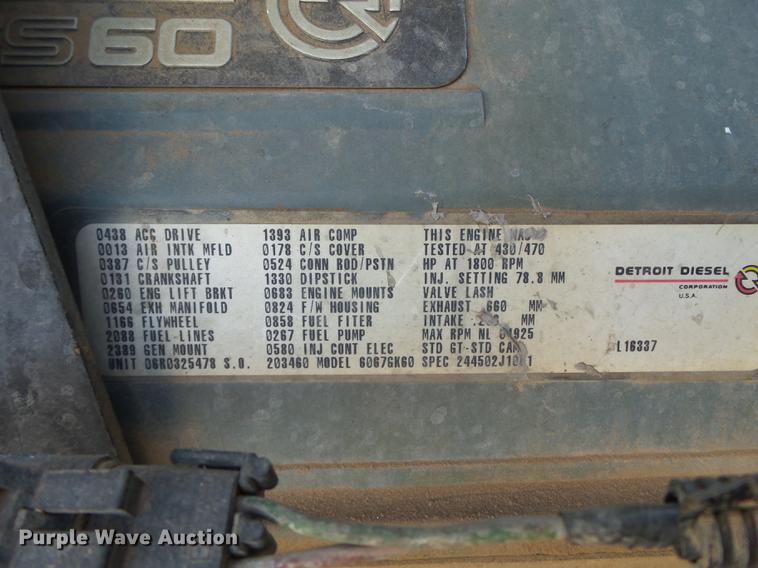 S60
0438 ACC DRIVE 1393 AIR COMP THIS ENGINE WAS
0013 AIR INTK MFLD 0178 C/S COVER TESTED AT 430/470
0387 C/S PULLEY 0524 CONN ROD/PSTN HP AT 1800 RPM
0131 CRANKSHAFT 1330 DIPSTICK INJ. SETTING 78.8 MM
0260 ENG LIFT BRKT 0683 ENGINE MOUNTS VALVE LASH
0654 EXH MANIFOLD 0824 F/W HOUSING EXHAUST .660 MM
1166 FLYWHEEL 0858 FUEL FITER INTAKE MM
2088 FUEL-LINES 0267 FUEL PUMP MAX RPM NL
2389 GEN MOUNT 0580 INJ CONT ELEC STD GT-STD CAM
UNIT 06R0325478 S.O. 203460 MODEL 6067GK60 SPEC
DETROIT DIESEL
CORPORATION
U.S.A.
L16337
Purple Wave Auction